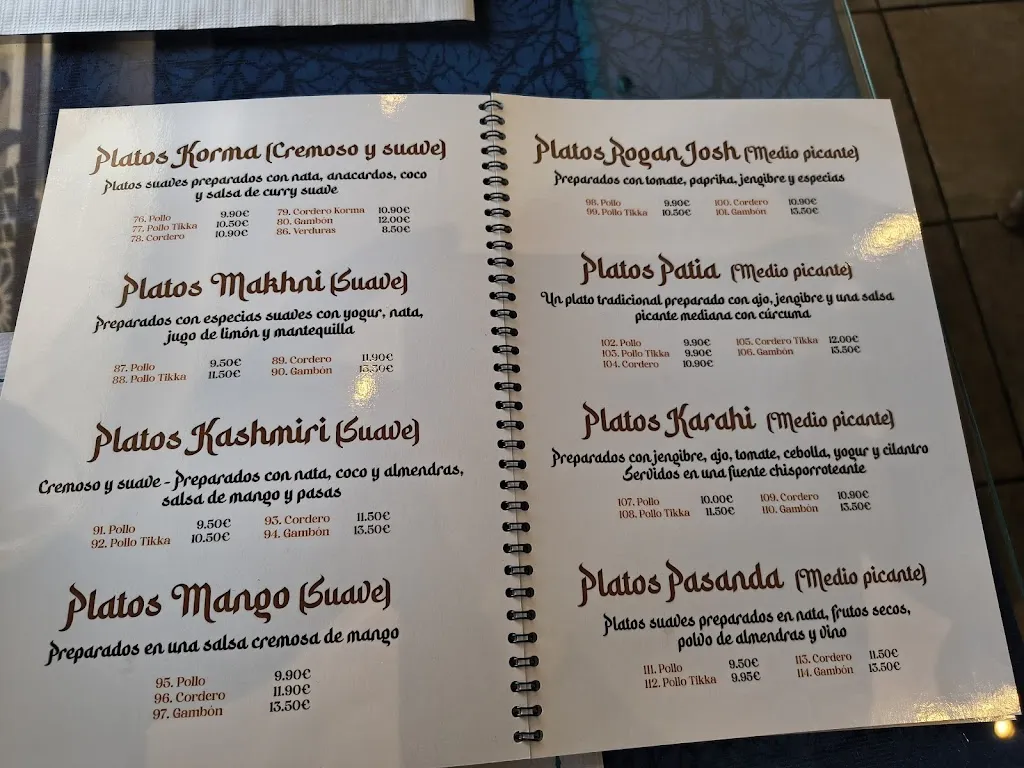 Platos Korma (Cremoso y suave)
Platos suaves preparados con nata, anacardos, coco
y salsa de curry suave
76. Pollo 9.90€ 79. Cordero Korma 10.90€
77. Pollo Tikka 10.50€ 80. Gambón 12.00€
78. Cordero 10.90€ 86. Verduras 8.50€
Platos Makhni (Suave)
Preparados con especias suaves con yogur, nata,
jugo de limón y mantequilla
87. Pollo 9.50€ 89. Cordero 11.90€
88. Pollo Tikka 11.50€ 90. Gambón 13.50€
Platos Kashmiri (Suave)
Cremoso y suave - Preparados con nata, coco y almendras,
salsa de mango y pasas
91. Pollo 9.50€ 93. Cordero 11.50€
92. Pollo Tikka 10.50€ 94. Gambón 13.50€
Platos Mango (Suave)
Preparados en una salsa cremosa de mango
95. Pollo 9.90€
96. Cordero 11.90€
97. Gambón 13.50€
Platos Rogan Josh (Medio picante)
Preparados con tomate, paprika, jengibre y especias
98. Pollo 9.90€ 100. Cordero 10.90€
99. Pollo Tikka 10.50€ 101. Gambón 13.50€
Platos Patia (Medio picante)
Un plato tradicional preparado con ajo, jengibre y una salsa
picante mediana con cúrcuma
102. Pollo 9.90€ 105. Cordero Tikka 12.00€
103. Pollo Tikka 9.90€ 106. Gambón 13.50€
104. Cordero 10.90€
Platos Karahi (Medio picante)
Preparados con jengibre, ajo, tomate, cebolla, yogur y cilantro
Servidos en una fuente chisporroteante
107. Pollo 10.00€ 109. Cordero 10.90€
108. Pollo Tikka 11.50€ 110. Gambón 13.50€
Platos Pasanda (Medio picante)
Platos suaves preparados en nata, frutos secos,
polvo de almendras y vino
111. Pollo 9.50€ 113. Cordero 11.50€
112. Pollo Tikka 9.95€ 114. Gambón 13.50€